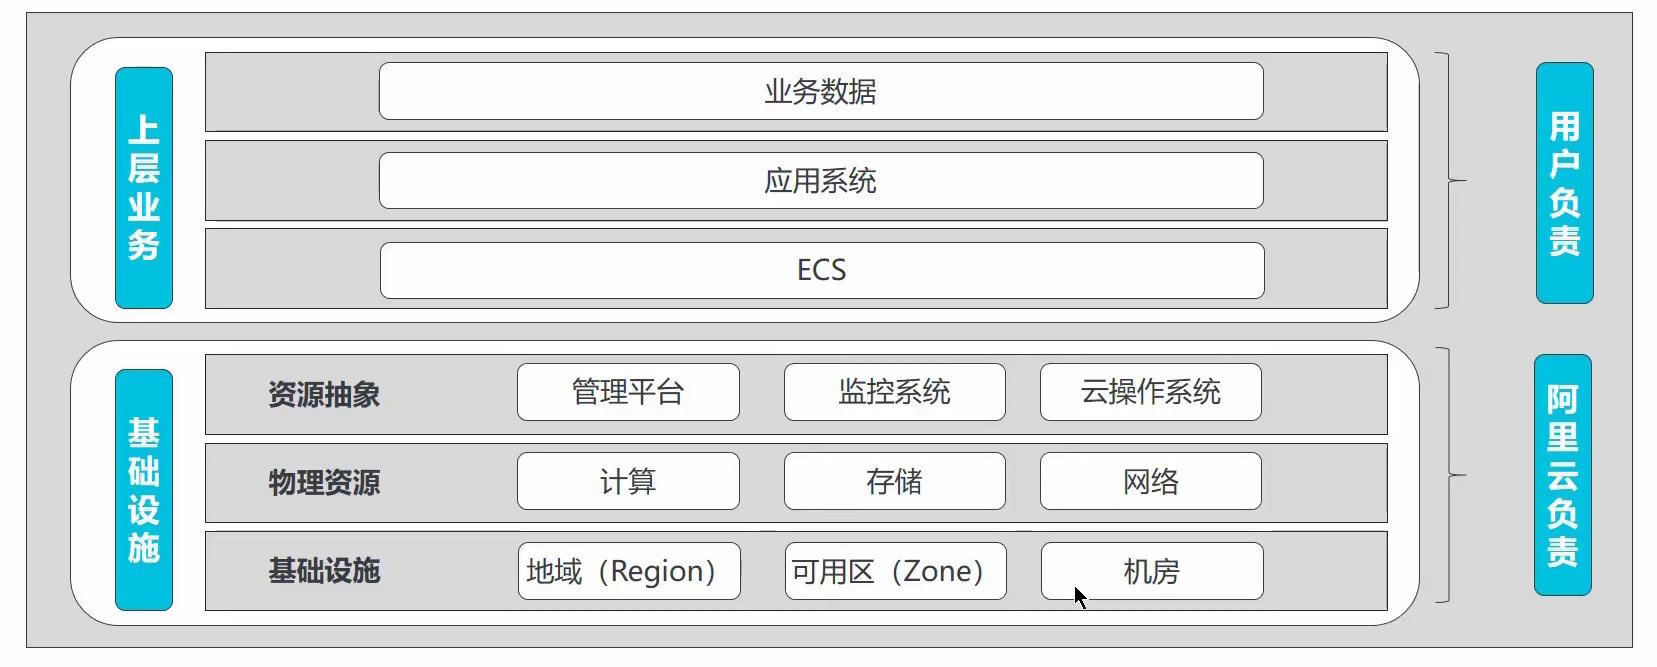 上层业务
业务数据
应用系统
ECS
用户负责
基础设施
资源抽象 管理平台 监控系统 云操作系统
物理资源 计算 存储 网络
基础设施 地域（Region） 可用区（Zone） 机房
阿里云负责